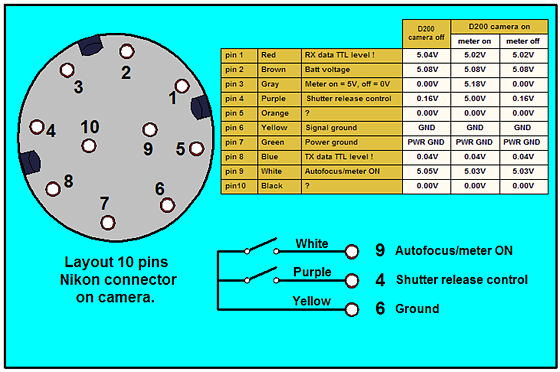 D200 camera off | D200 camera on
meter on | meter off
pin 1 | Red | RX data TTL level ! | 5.04V | 5.02V | 5.02V
pin 2 | Brown | Batt voltage | 5.08V | 5.08V | 5.08V
pin 3 | Gray | Meter on = 5V, off = 0V | 0.00V | 5.18V | 0.00V
pin 4 | Purple | Shutter release control | 0.16V | 5.00V | 0.16V
pin 5 | Orange | ? | 0.00V | 0.00V | 0.00V
pin 6 | Yellow | Signal ground | GND | GND | GND
pin 7 | Green | Power ground | PWR GND | PWR GND | PWR GND
pin 8 | Blue | TX data TTL level ! | 0.04V | 0.04V | 0.04V
pin 9 | White | Autofocus/meter ON | 5.05V | 5.03V | 5.03V
pin10 | Black | ? | 0.00V | 0.00V | 0.00V
2
3
1
4
10
9
5
8
6
7
Layout 10 pins
Nikon connector
on camera.
White 9 Autofocus/meter ON
Purple 4 Shutter release control
Yellow 6 Ground